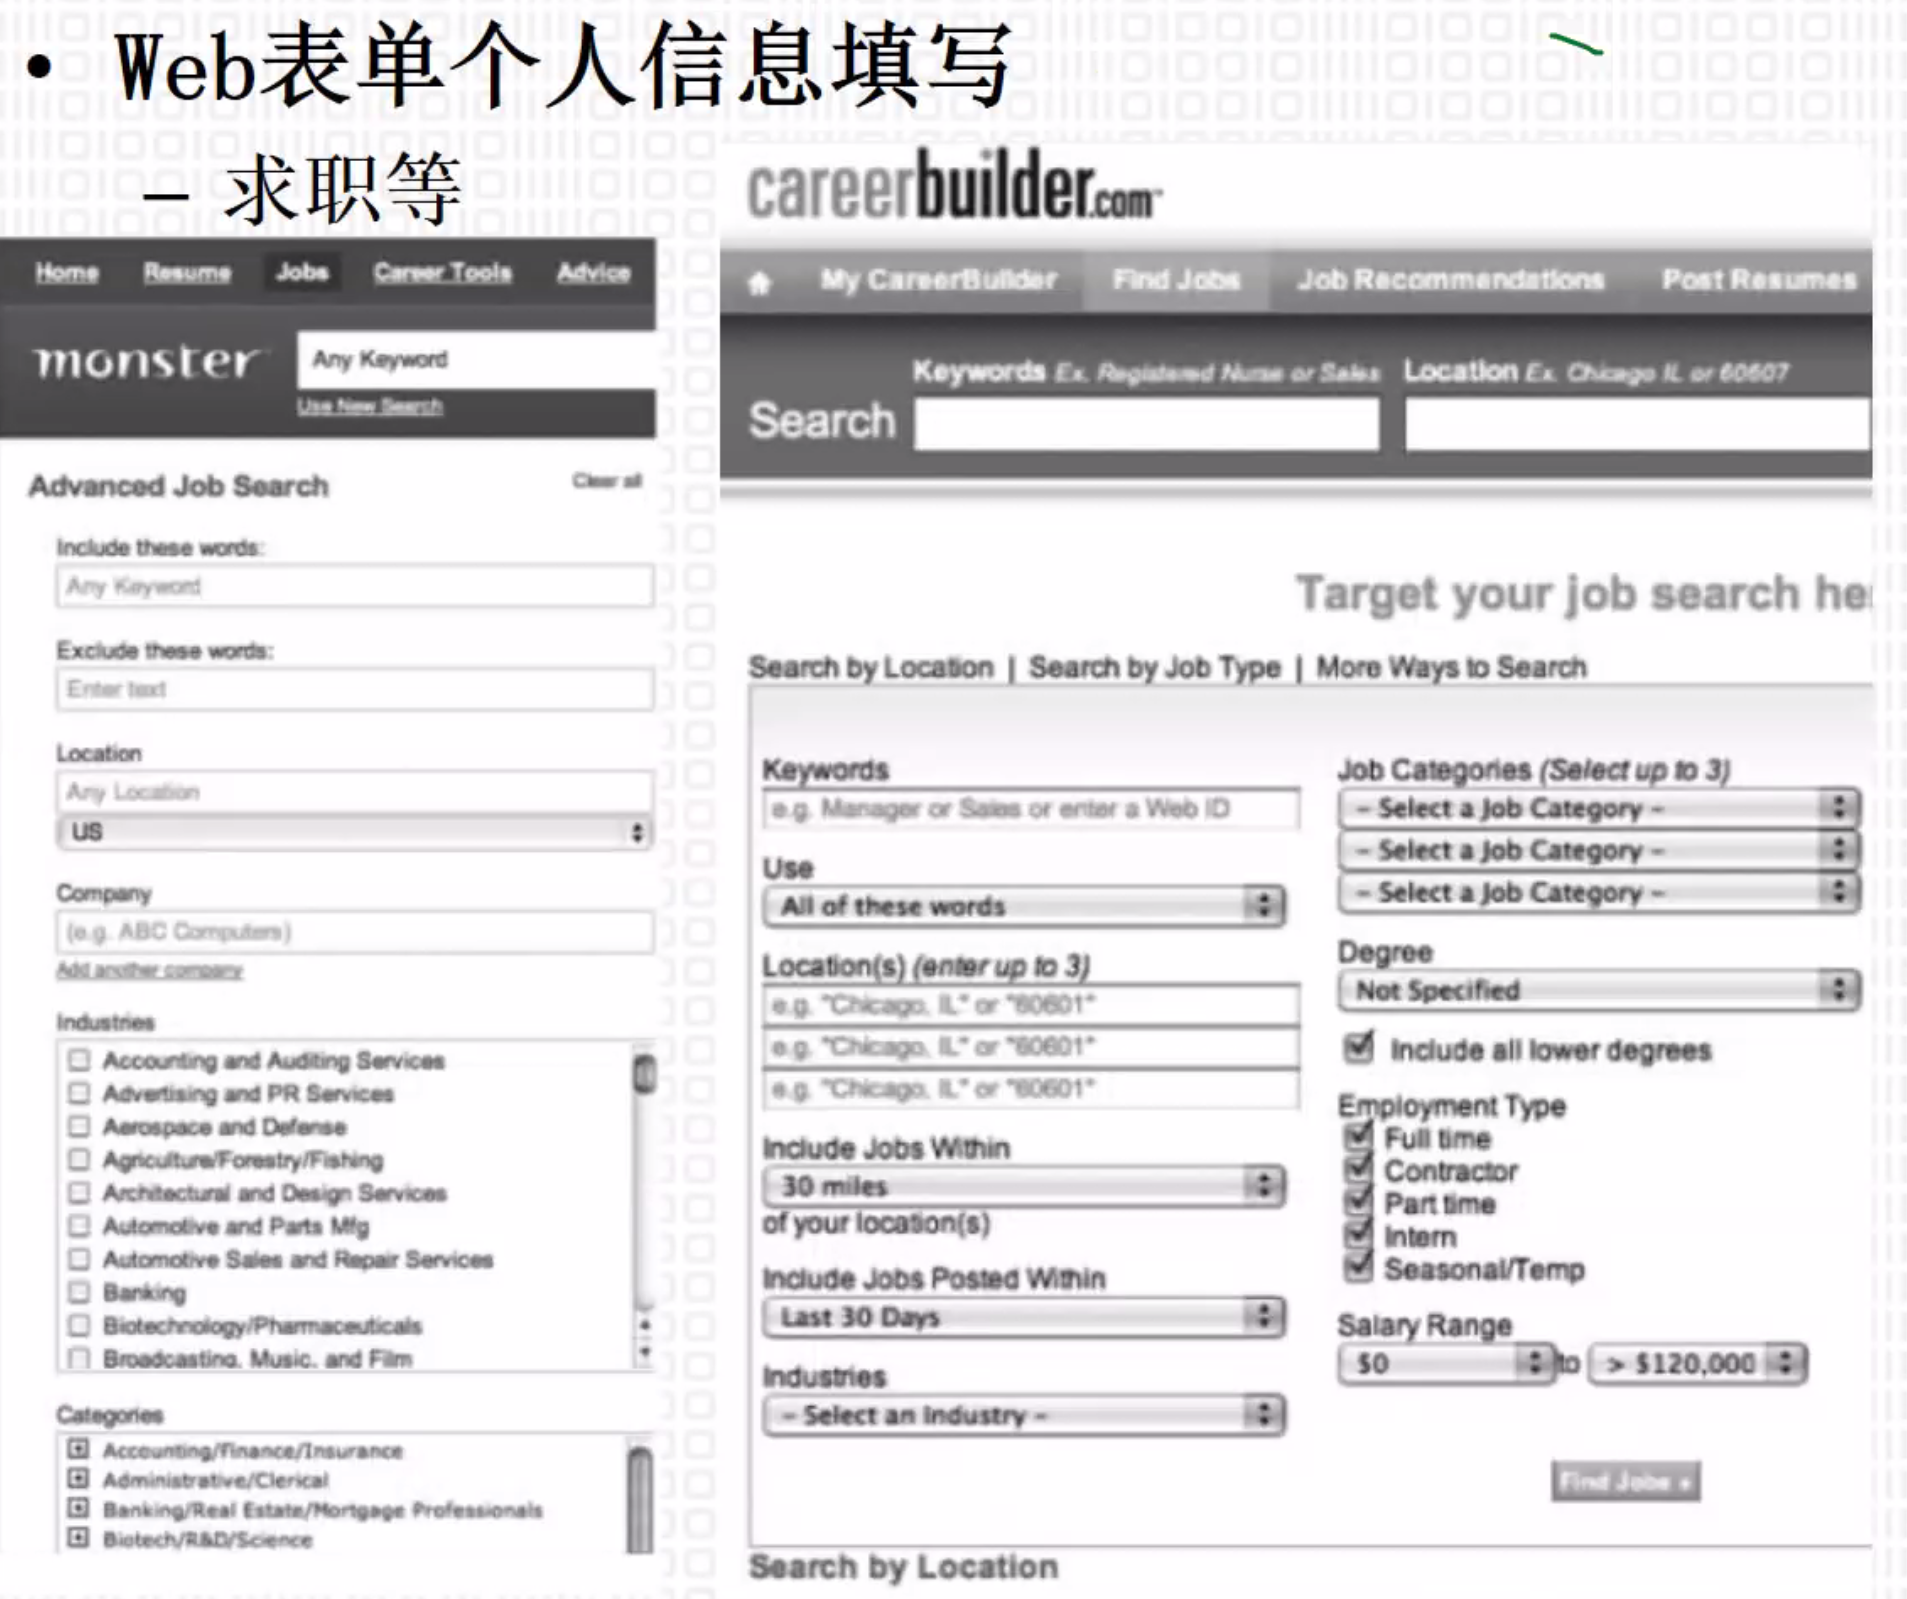 • Web表单个人信息填写
– 求职等
Home Resume Jobs Career Tools Advice
monster Any Keyword
Use New Search
Advanced Job Search Clear all
Include these words:
Any Keyword
Exclude these words:
Enter text
Location
Any Location
US
Company
(e.g. ABC Computers)
Add another company
Industries
Accounting and Auditing Services
Advertising and PR Services
Aerospace and Defense
Agriculture/Forestry/Fishing
Architectural and Design Services
Automotive and Parts Mfg
Automotive Sales and Repair Services
Banking
Biotechnology/Pharmaceuticals
Broadcasting, Music, and Film
Categories
Accounting/Finance/Insurance
Administrative/Clerical
Banking/Real Estate/Mortgage Professionals
Biotech/R&D/Science
careerbuilder.com™
My CareerBuilder Find Jobs Job Recommendations Post Resumes
Keywords Ex. Registered Nurse or Sales Location Ex. Chicago IL or 60607
Search
Target your job search he
Search by Location | Search by Job Type | More Ways to Search
Keywords
e.g. Manager or Sales or enter a Web ID
Use
All of these words
Location(s) (enter up to 3)
e.g. "Chicago, IL" or "60601"
e.g. "Chicago, IL" or "60601"
e.g. "Chicago, IL" or "60601"
Include Jobs Within
30 miles
of your location(s)
Include Jobs Posted Within
Last 30 Days
Industries
– Select an Industry –
Job Categories (Select up to 3)
– Select a Job Category –
– Select a Job Category –
– Select a Job Category –
Degree
Not Specified
Include all lower degrees
Employment Type
Full time
Contractor
Part time
Intern
Seasonal/Temp
Salary Range
$0 to > $120,000
Find Jobs »
Search by Location